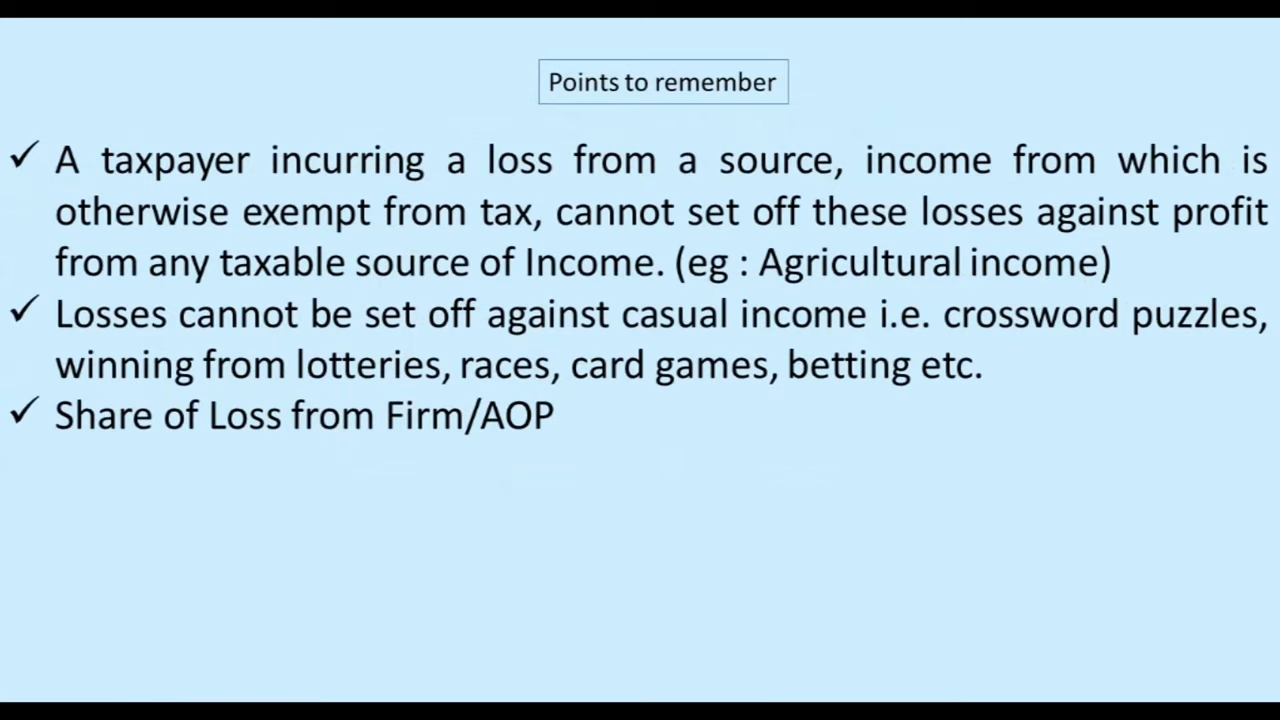 Points to remember
✓ A taxpayer incurring a loss from a source, income from which is
otherwise exempt from tax, cannot set off these losses against profit
from any taxable source of Income. (eg : Agricultural income)
✓ Losses cannot be set off against casual income i.e. crossword puzzles,
winning from lotteries, races, card games, betting etc.
✓ Share of Loss from Firm/AOP